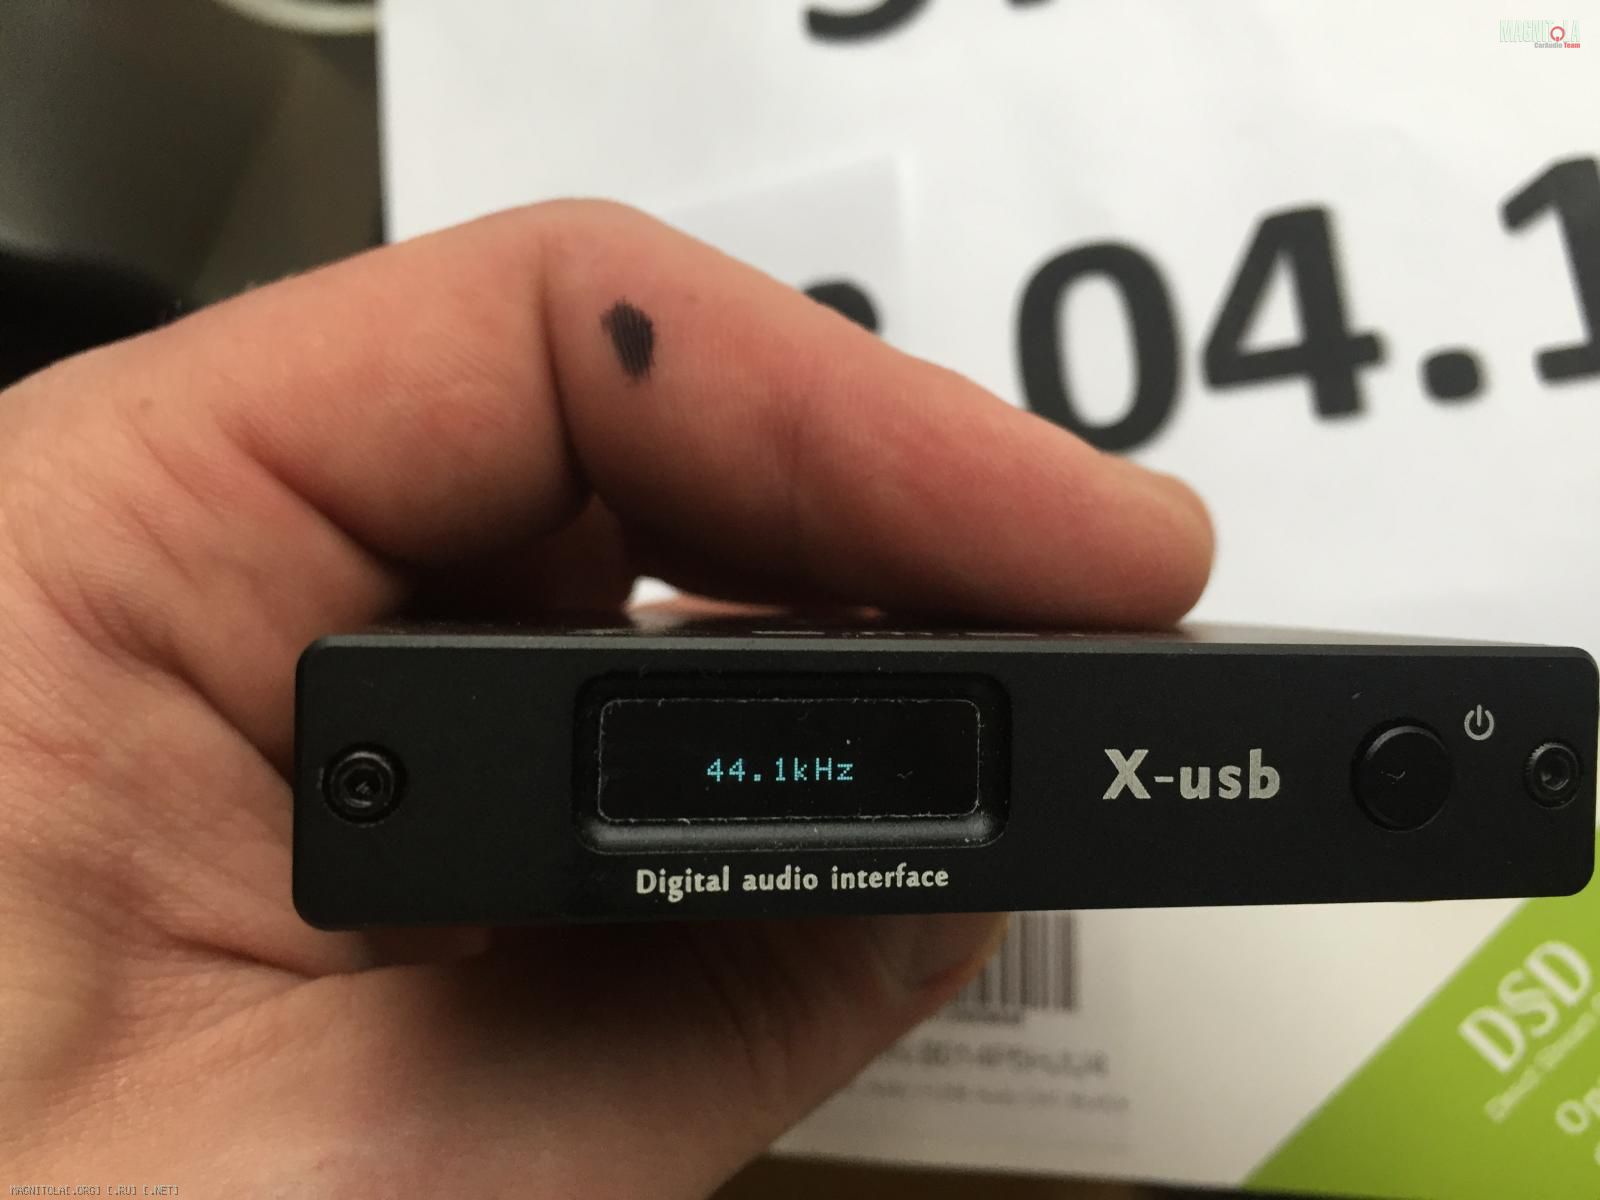 MAGNITOLA
CarAudio Team
04.1
44.1kHz
X-usb
Digital audio interface
DSD
MAGNITOLA[.ORG] [.RU] [.NET]